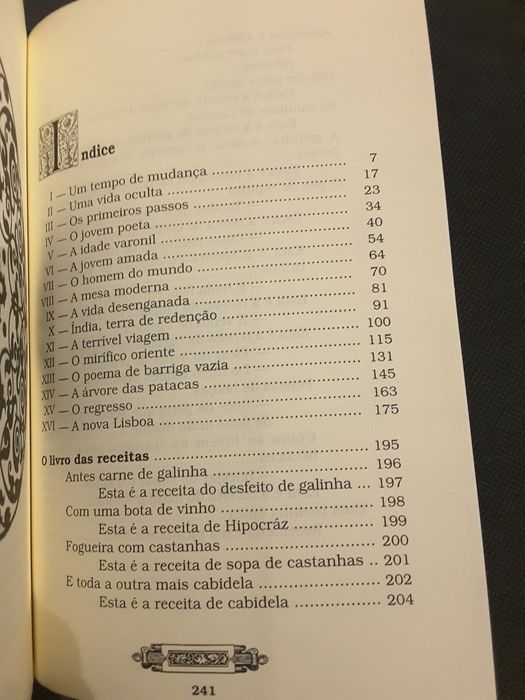 Indice
I — Um tempo de mudança ........ 7
II — Uma vida oculta ........ 17
III — Os primeiros passos ........ 23
IV — O jovem poeta ........ 34
V — A idade varonil ........ 40
VI — A jovem amada ........ 54
VII — O homem do mundo ........ 64
VIII — A mesa moderna ........ 70
IX — A vida desenganada ........ 81
X — Índia, terra de redenção ........ 91
XI — A terrível viagem ........ 100
XII — O mirífico oriente ........ 115
XIII — O poema de barriga vazia ........ 131
XIV — A árvore das patacas ........ 145
XV — O regresso ........ 163
XVI — A nova Lisboa ........ 175
O livro das receitas ........ 195
Antes carne de galinha ........ 196
Esta é a receita do desfeito de galinha ... 197
Com uma bota de vinho ........ 198
Esta é a receita de Hipocráz ........ 199
Fogueira com castanhas ........ 200
Esta é a receita de sopa de castanhas .. 201
E toda a outra mais cabidela ........ 202
Esta é a receita de cabidela ........ 204
241